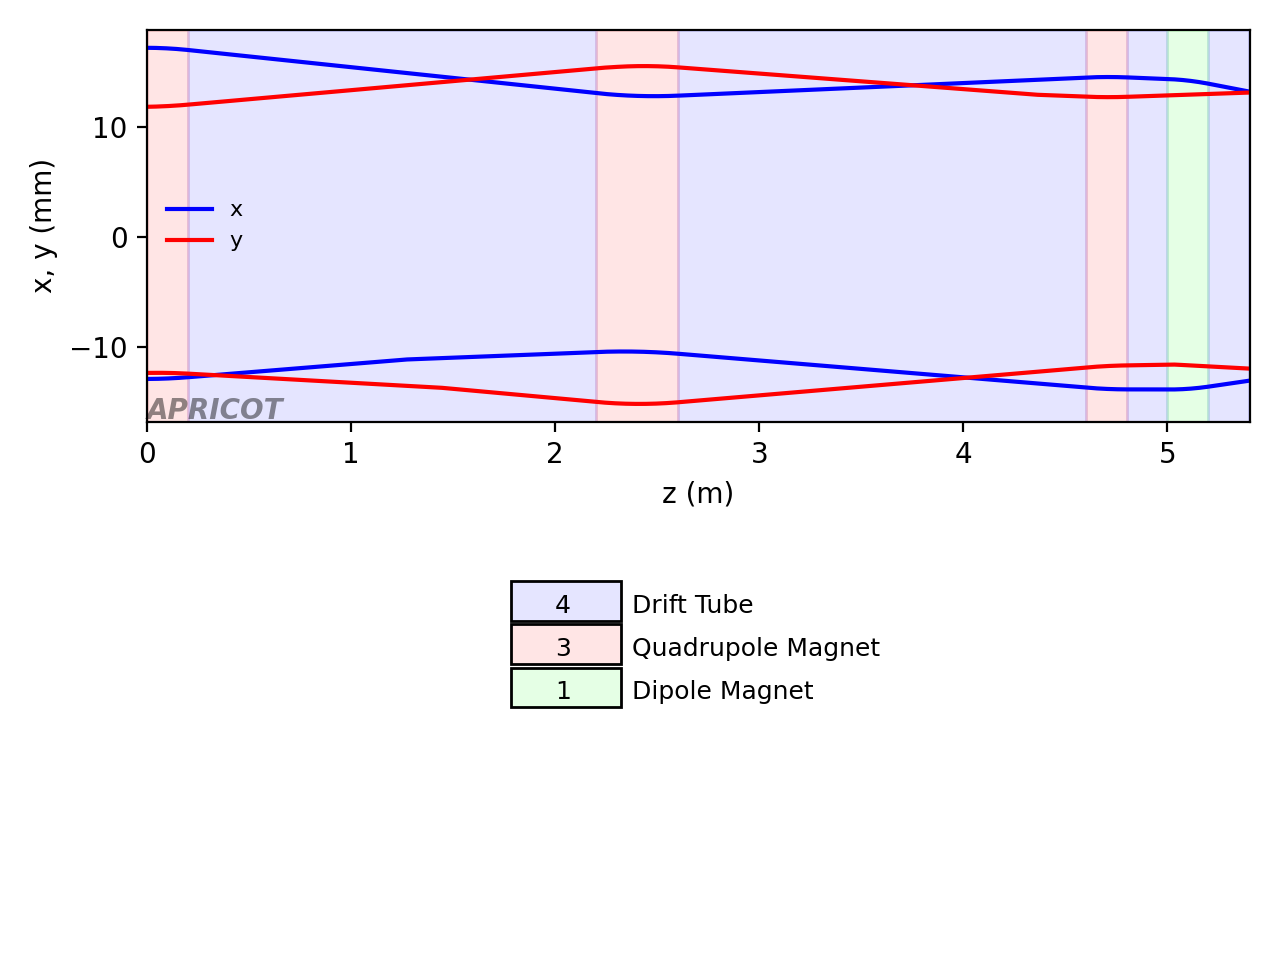 x, y (mm)
10
0
−10
x
y
APRICOT
0 1 2 3 4 5
z (m)
4 Drift Tube
3 Quadrupole Magnet
1 Dipole Magnet